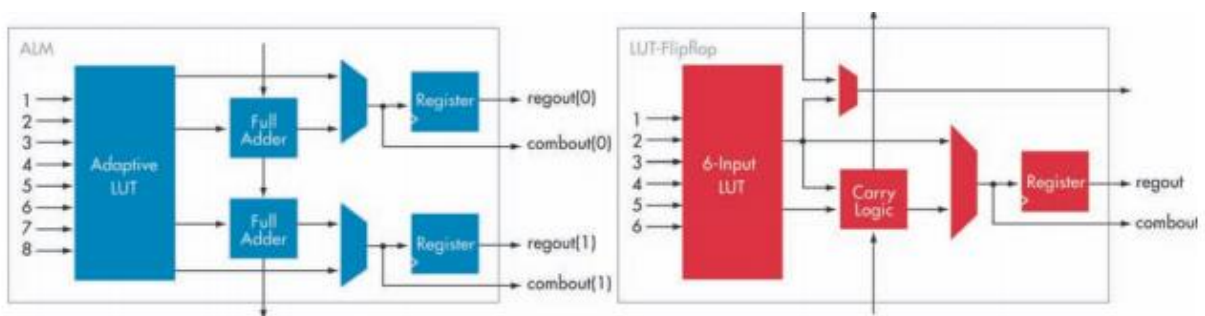 ALM
1
2
3
4
5
6
7
8
Adaptive
LUT
Full
Adder
Full
Adder
Register
Register
regout(0)
combout(0)
regout(1)
combout(1)
LUT-FlipFlop
1
2
3
4
5
6
6-Input
LUT
Carry
Logic
Register
regout
combout